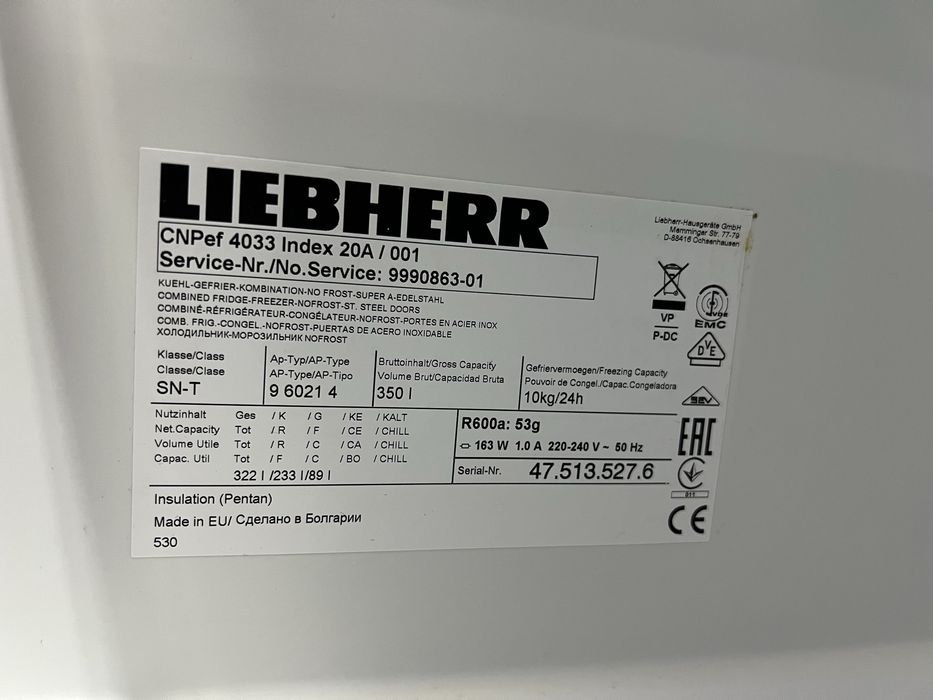 LIEBHERR
Liebherr-Hausgeräte GmbH
Memminger Str. 77-79
D-88416 Ochsenhausen
CNPef 4033 Index 20A / 001
Service-Nr./No.Service: 9990863-01
KUEHL-GEFRIER-KOMBINATION-NO FROST-SUPER A-EDELSTAHL
COMBINED FRIDGE-FREEZER-NOFROST-ST. STEEL DOORS
COMBINÉ-RÉFRIGÉRATEUR-CONGÉLATEUR-NOFROST-PORTES EN ACIER INOX
COMB. FRIG.-CONGEL.-NOFROST-PUERTAS DE ACERO INOXIDABLE
ХОЛОДИЛЬНИК-МОРОЗИЛЬНИК NOFROST
VP
P-DC
VDE
EMC
DVE
SEV
Klasse/Class
Classe/Clase
SN-T
Ap-Typ/AP-Type
AP-Type/AP-Tipo
9 6021 4
Bruttoinhalt/Gross Capacity
Volume Brut/Capacidad Bruta
350 l
Gefriervermoegen/Freezing Capacity
Pouvoir de Congel./Capac.Congeladora
10kg/24h
Nutzinhalt Ges / K / G / KE / KALT
Net.Capacity Tot / R / F / CE / CHILL
Volume Utile Tot / R / C / CA / CHILL
Capac. Util Tot / F / C / BO / CHILL
322 l /233 l /89 l
R600a: 53g
163 W 1.0 A 220-240 V ~ 50 Hz
Serial-Nr. 47.513.527.6
EAC
011
CE
Insulation (Pentan)
Made in EU/ Сделано в Болгарии
530